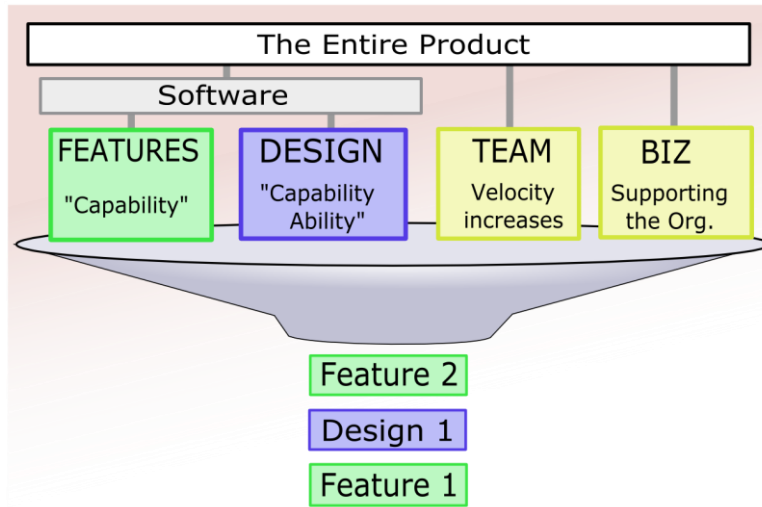 The Entire Product
Software
FEATURES
"Capability"
DESIGN
"Capability
Ability"
TEAM
Velocity
increases
BIZ
Supporting
the Org.
Feature 2
Design 1
Feature 1